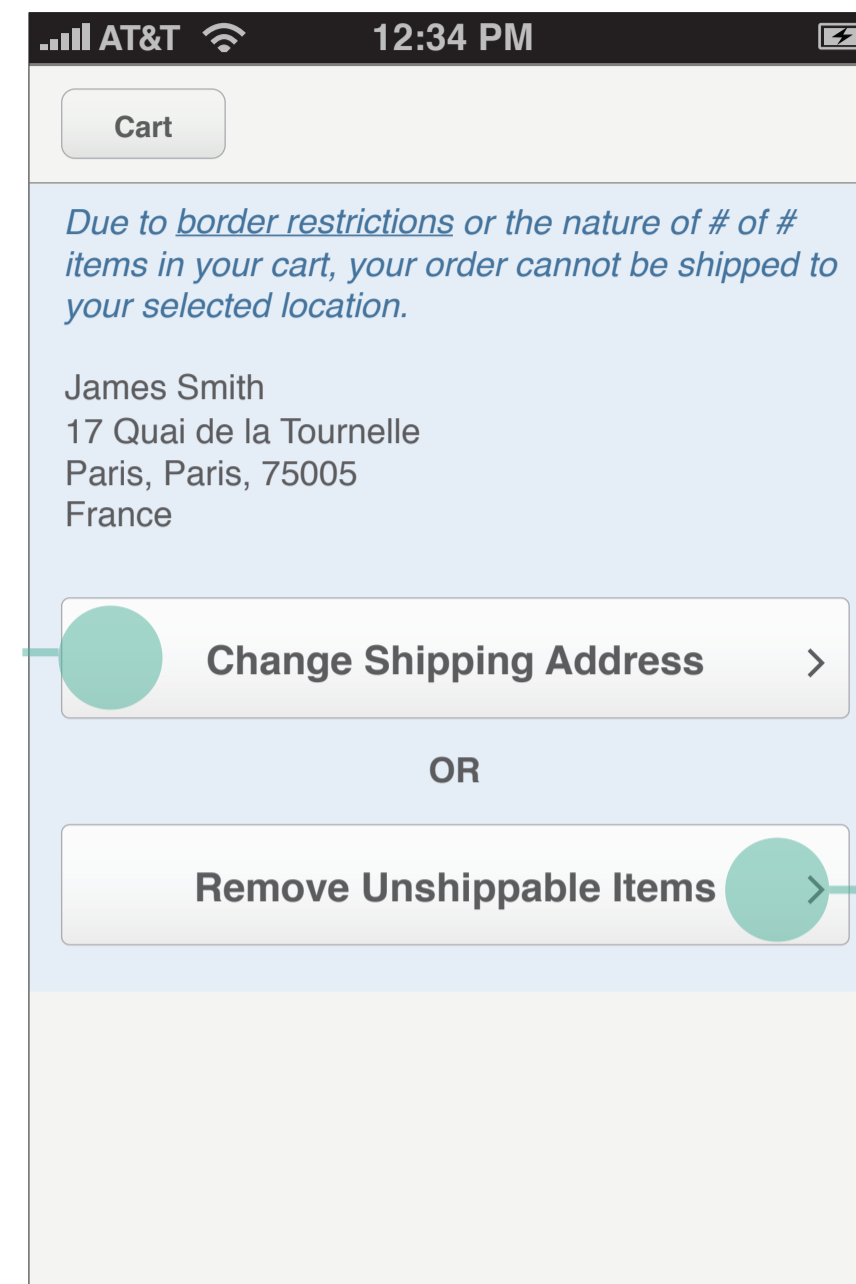 AT&T 12:34 PM
Cart
Due to border restrictions or the nature of # of #
items in your cart, your order cannot be shipped to
your selected location.
James Smith
17 Quai de la Tournelle
Paris, Paris, 75005
France
Change Shipping Address
OR
Remove Unshippable Items